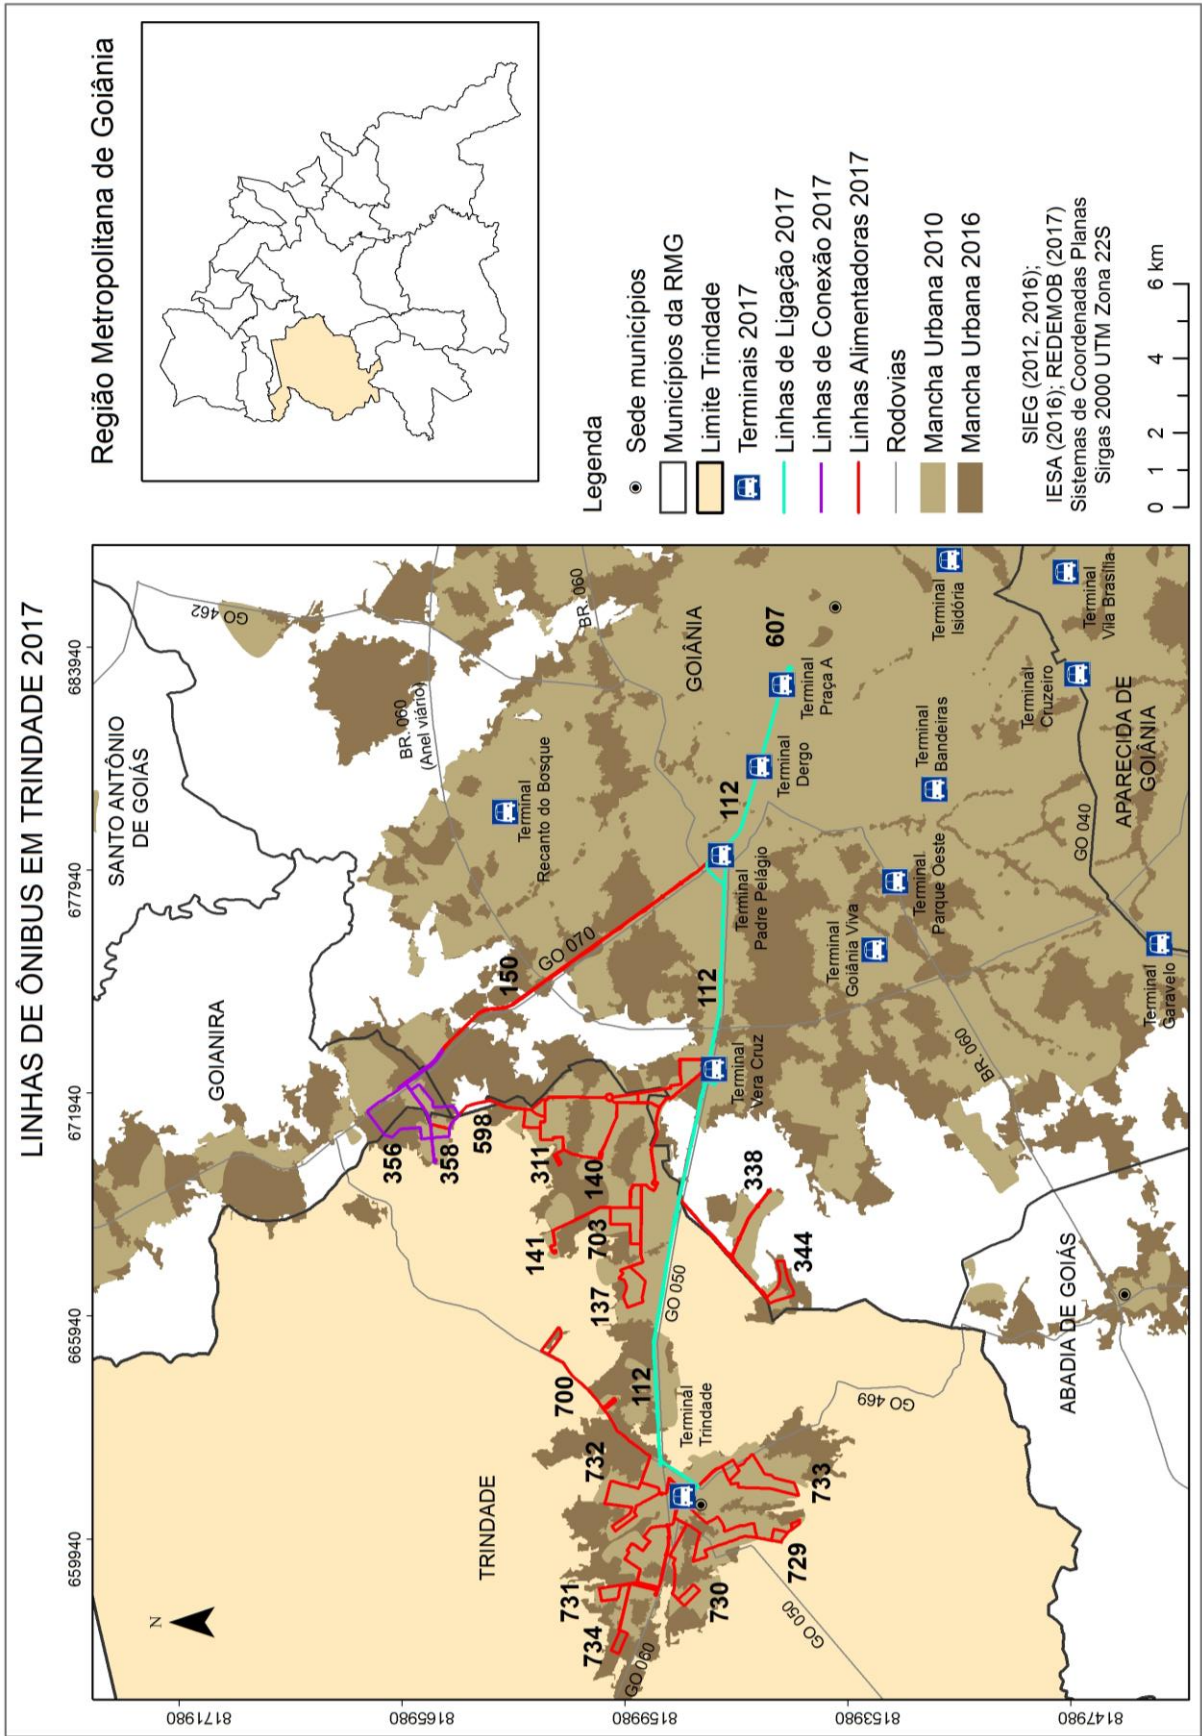 LINHAS DE ÔNIBUS EM TRINDADE 2017
659940
665940
671940
677940
683940
8171980
8165980
8159980
8153980
8147980
N
SANTO ANTÔNIO
DE GOIÁS
GO 462
GOIANIRA
BR. 060
(Anel viário)
BR. 060
TRINDADE
356
358
598
150
GO 070
Terminal
Recanto do Bosque
GOIÂNIA
311
140
141
703
137
700
732
731
734
GO 060
112
112
112
607
Terminal
Praça A
Terminal
Dergo
Terminal
Padre Pelágio
Terminal
Vera Cruz
GO 050
Terminal
Trindade
338
344
733
729
730
GO 050
GO 469
Terminal
Goiânia Viva
Terminal
Parque Oeste
Terminal
Bandeiras
Terminal
Isidória
Terminal
Cruzeiro
Terminal
Vila Brasília
BR. 060
GO 040
APARECIDA DE
GOIÂNIA
Terminal
Garavelo
ABADIA DE GOIÁS
Região Metropolitana de Goiânia
Legenda
Sede municípios
Municípios da RMG
Limite Trindade
Terminais 2017
Linhas de Ligação 2017
Linhas de Conexão 2017
Linhas Alimentadoras 2017
Rodovias
Mancha Urbana 2010
Mancha Urbana 2016
SIEG (2012, 2016);
IESA (2016); REDEMOB (2017)
Sistemas de Coordenadas Planas
Sirgas 2000 UTM Zona 22S
0 1 2 4 6 km